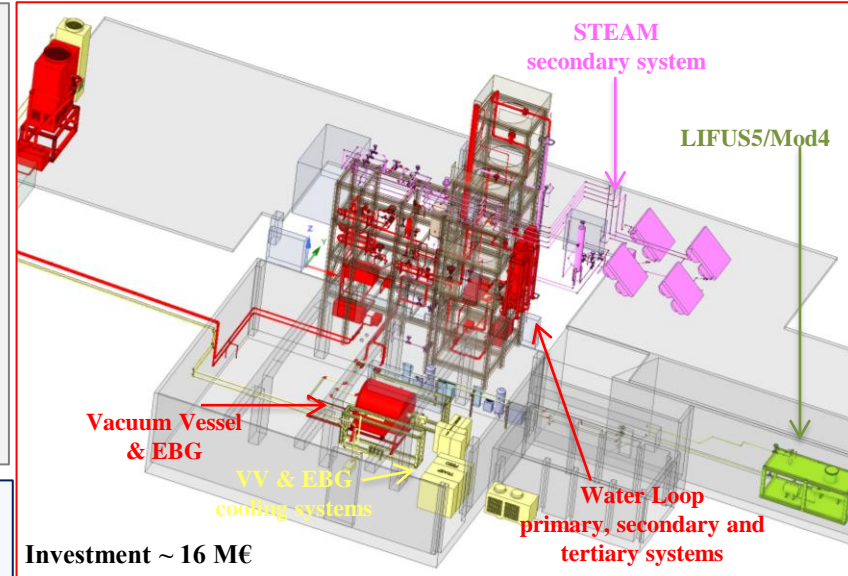 STEAM
secondary system
LIFUS5/Mod4
Z
Y
Vacuum Vessel
& EBG
VV & EBG
cooling systems
Water Loop
primary, secondary and
tertiary systems
Investment ~ 16 M€